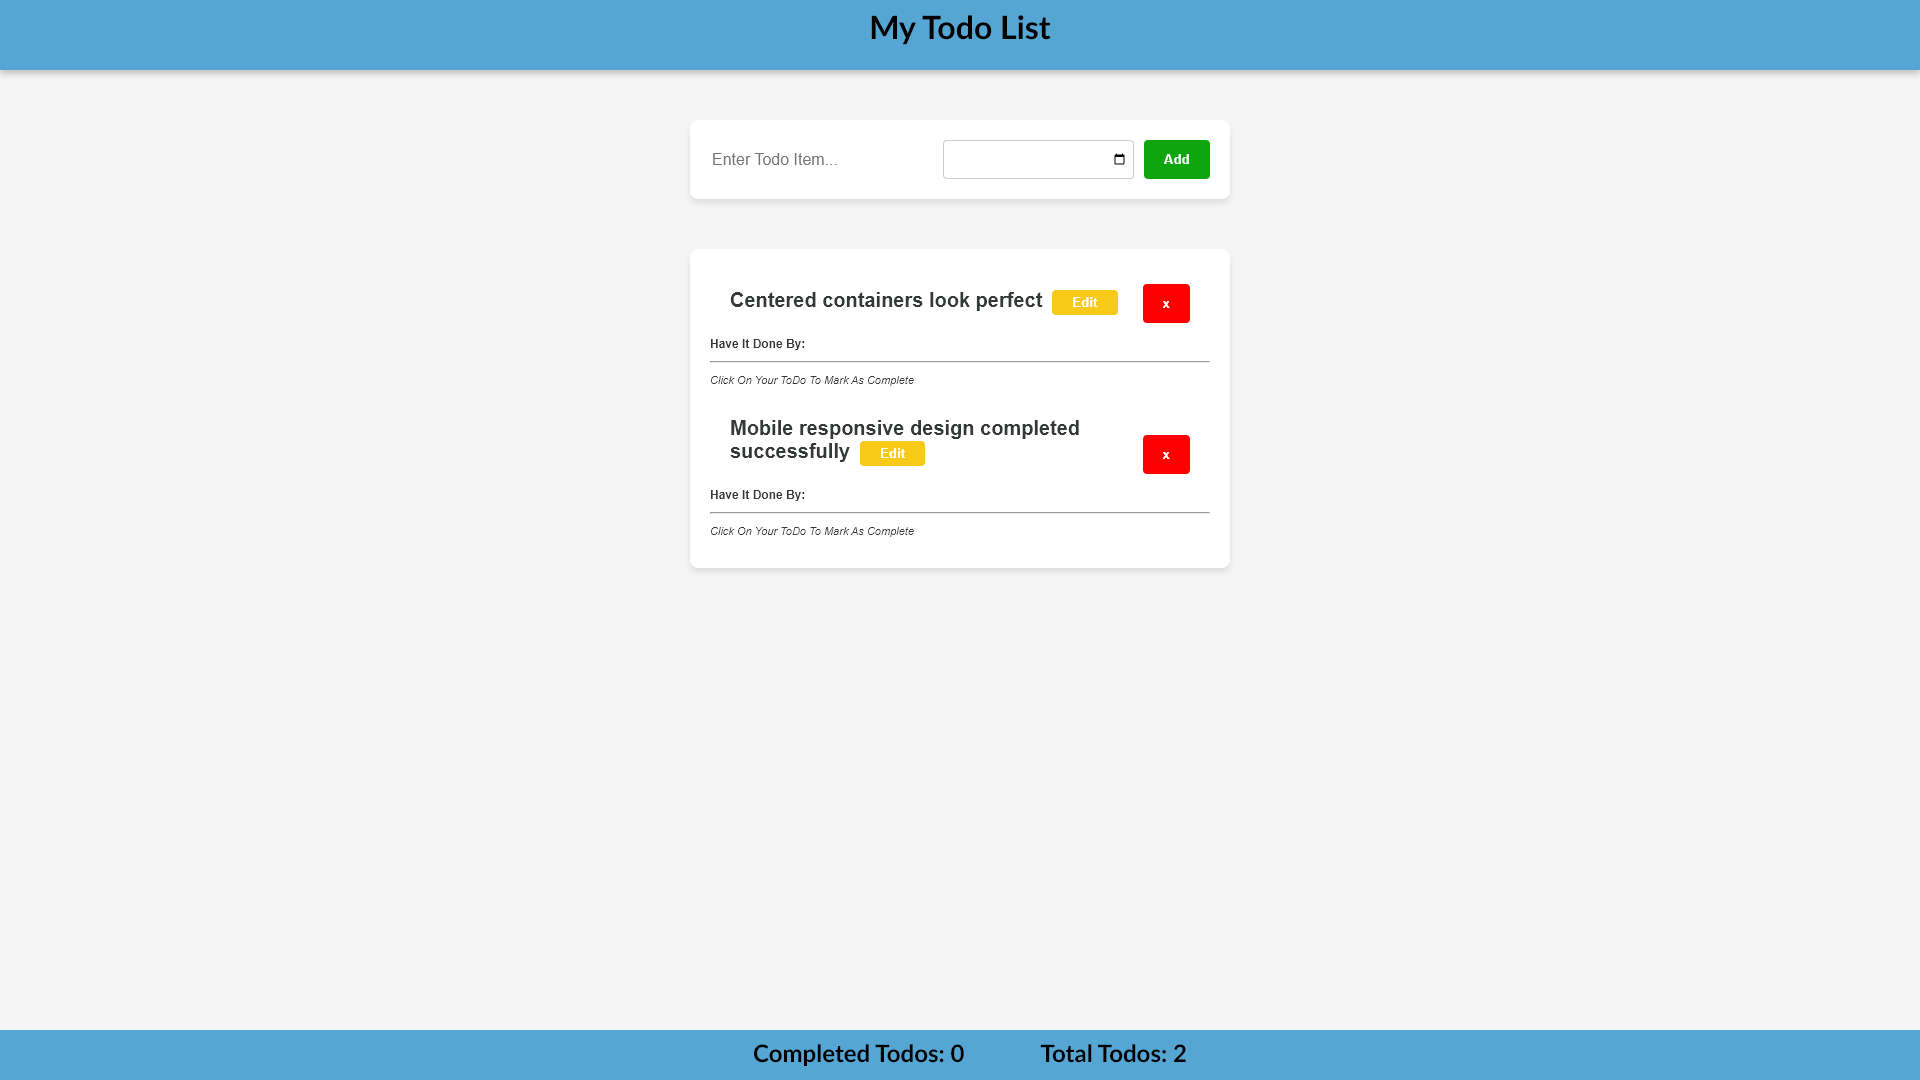 My Todo List
Enter Todo Item...
Add
Centered containers look perfect Edit x
Have It Done By:
Click On Your ToDo To Mark As Complete
Mobile responsive design completed
successfully Edit x
Have It Done By:
Click On Your ToDo To Mark As Complete
Completed Todos: 0 Total Todos: 2